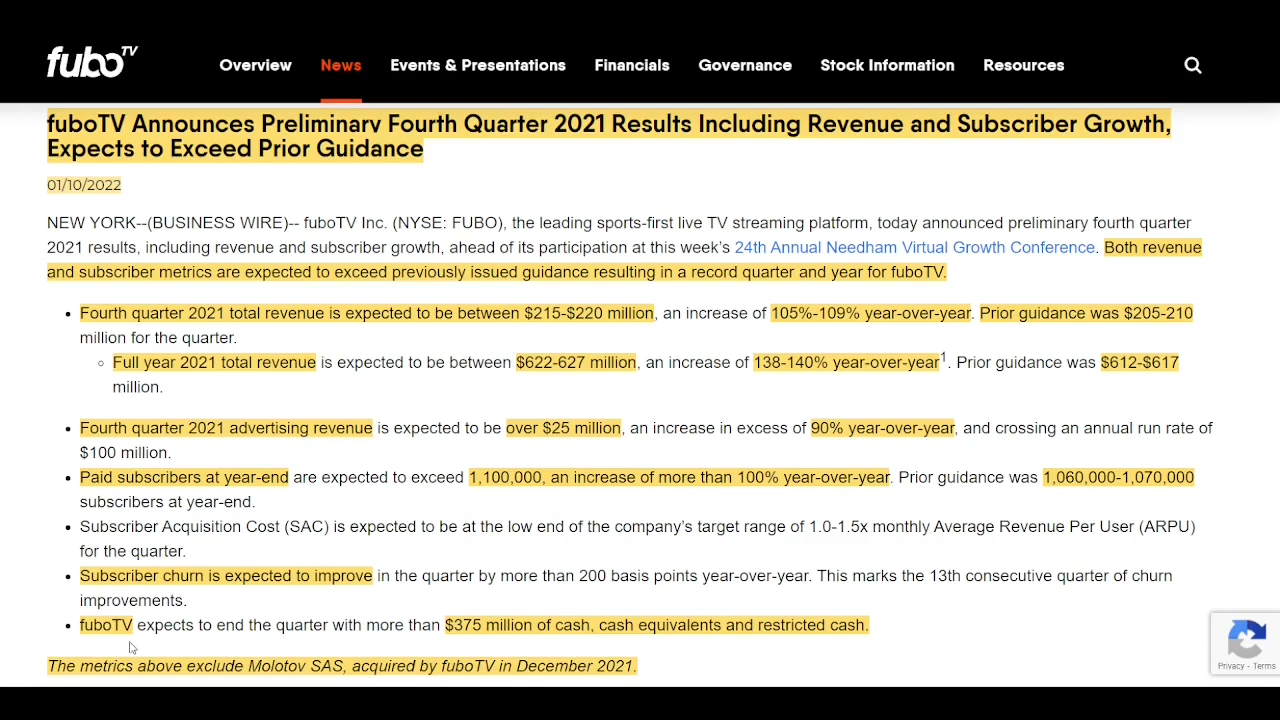 fubo TV
Overview News Events & Presentations Financials Governance Stock Information Resources
fuboTV Announces Preliminary Fourth Quarter 2021 Results Including Revenue and Subscriber Growth,
Expects to Exceed Prior Guidance
01/10/2022
NEW YORK--(BUSINESS WIRE)-- fuboTV Inc. (NYSE: FUBO), the leading sports-first live TV streaming platform, today announced preliminary fourth quarter
2021 results, including revenue and subscriber growth, ahead of its participation at this week's 24th Annual Needham Virtual Growth Conference. Both revenue
and subscriber metrics are expected to exceed previously issued guidance resulting in a record quarter and year for fuboTV.
• Fourth quarter 2021 total revenue is expected to be between $215-$220 million, an increase of 105%-109% year-over-year. Prior guidance was $205-210
million for the quarter.
◦ Full year 2021 total revenue is expected to be between $622-627 million, an increase of 138-140% year-over-year1. Prior guidance was $612-$617
million.
• Fourth quarter 2021 advertising revenue is expected to be over $25 million, an increase in excess of 90% year-over-year, and crossing an annual run rate of
$100 million.
• Paid subscribers at year-end are expected to exceed 1,100,000, an increase of more than 100% year-over-year. Prior guidance was 1,060,000-1,070,000
subscribers at year-end.
• Subscriber Acquisition Cost (SAC) is expected to be at the low end of the company's target range of 1.0-1.5x monthly Average Revenue Per User (ARPU)
for the quarter.
• Subscriber churn is expected to improve in the quarter by more than 200 basis points year-over-year. This marks the 13th consecutive quarter of churn
improvements.
• fuboTV expects to end the quarter with more than $375 million of cash, cash equivalents and restricted cash.
The metrics above exclude Molotov SAS, acquired by fuboTV in December 2021.
Privacy - Terms